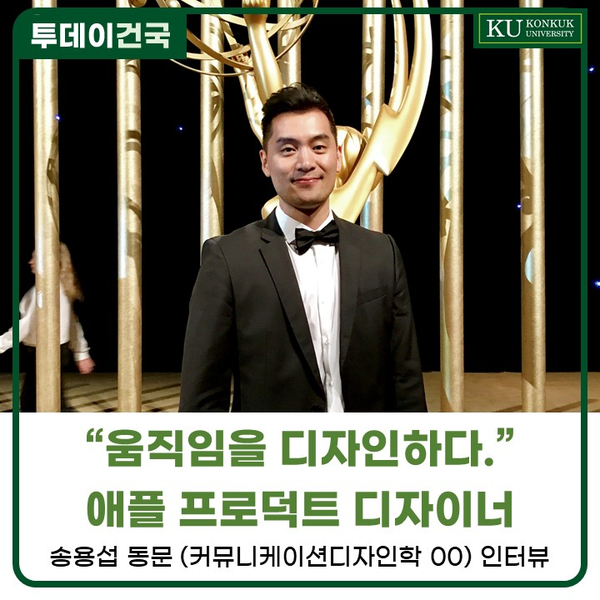 투데이건국
KU KONKUK
UNIVERSITY
“움직임을 디자인하다.”
애플 프로덕트 디자이너
송용섭 동문 (커뮤니케이션디자인학 00) 인터뷰